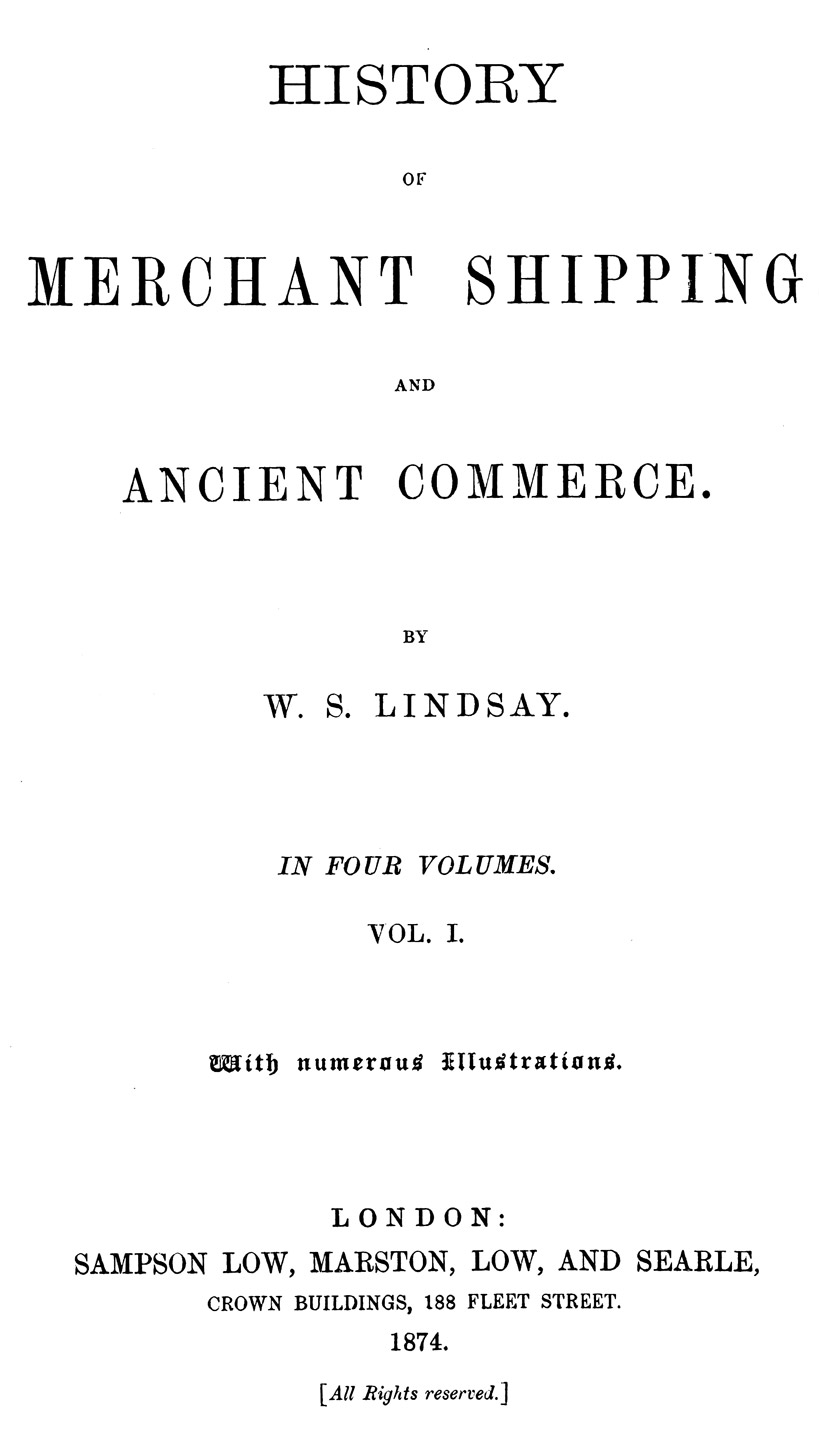 HISTORY
OF
MERCHANT SHIPPING
AND
ANCIENT COMMERCE.
BY
W. S. LINDSAY.
IN FOUR VOLUMES.
VOL. I.
With numerous Illustrations.
LONDON:
SAMPSON LOW, MARSTON, LOW, AND SEARLE,
CROWN BUILDINGS, 188 FLEET STREET.
1874.
[All Rights reserved.]